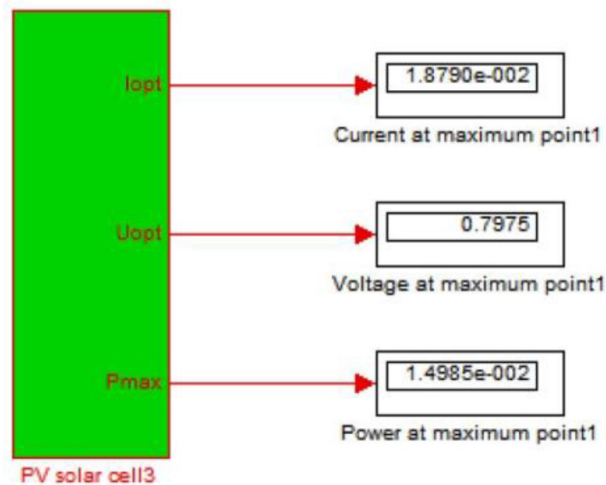 Iopt
1.8790e-002
Current at maximum point1
Uopt
0.7975
Voltage at maximum point1
Pmax
1.4985e-002
Power at maximum point1
PV solar cell3